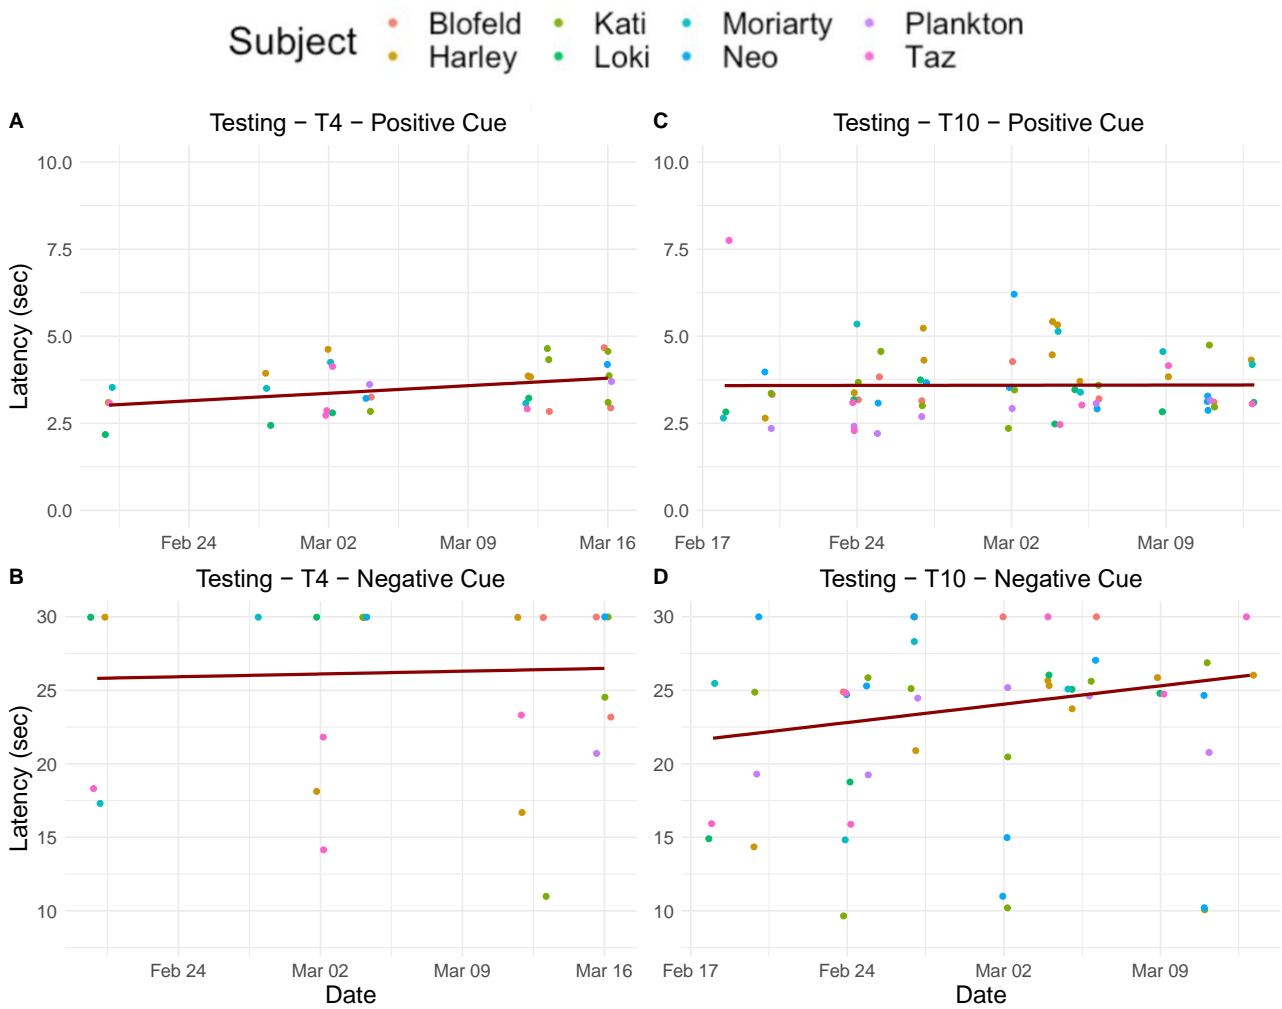 Subject Blofeld Kati Moriarty Plankton
Harley Loki Neo Taz
A Testing − T4 − Positive Cue
10.0
7.5
5.0
2.5
0.0
Latency (sec)
Feb 24 Mar 02 Mar 09 Mar 16
C Testing − T10 − Positive Cue
10.0
7.5
5.0
2.5
0.0
Feb 17 Feb 24 Mar 02 Mar 09
B Testing − T4 − Negative Cue
30
25
20
15
10
Latency (sec)
Feb 24 Mar 02 Mar 09 Mar 16
Date
D Testing − T10 − Negative Cue
30
25
20
15
10
Feb 17 Feb 24 Mar 02 Mar 09
Date